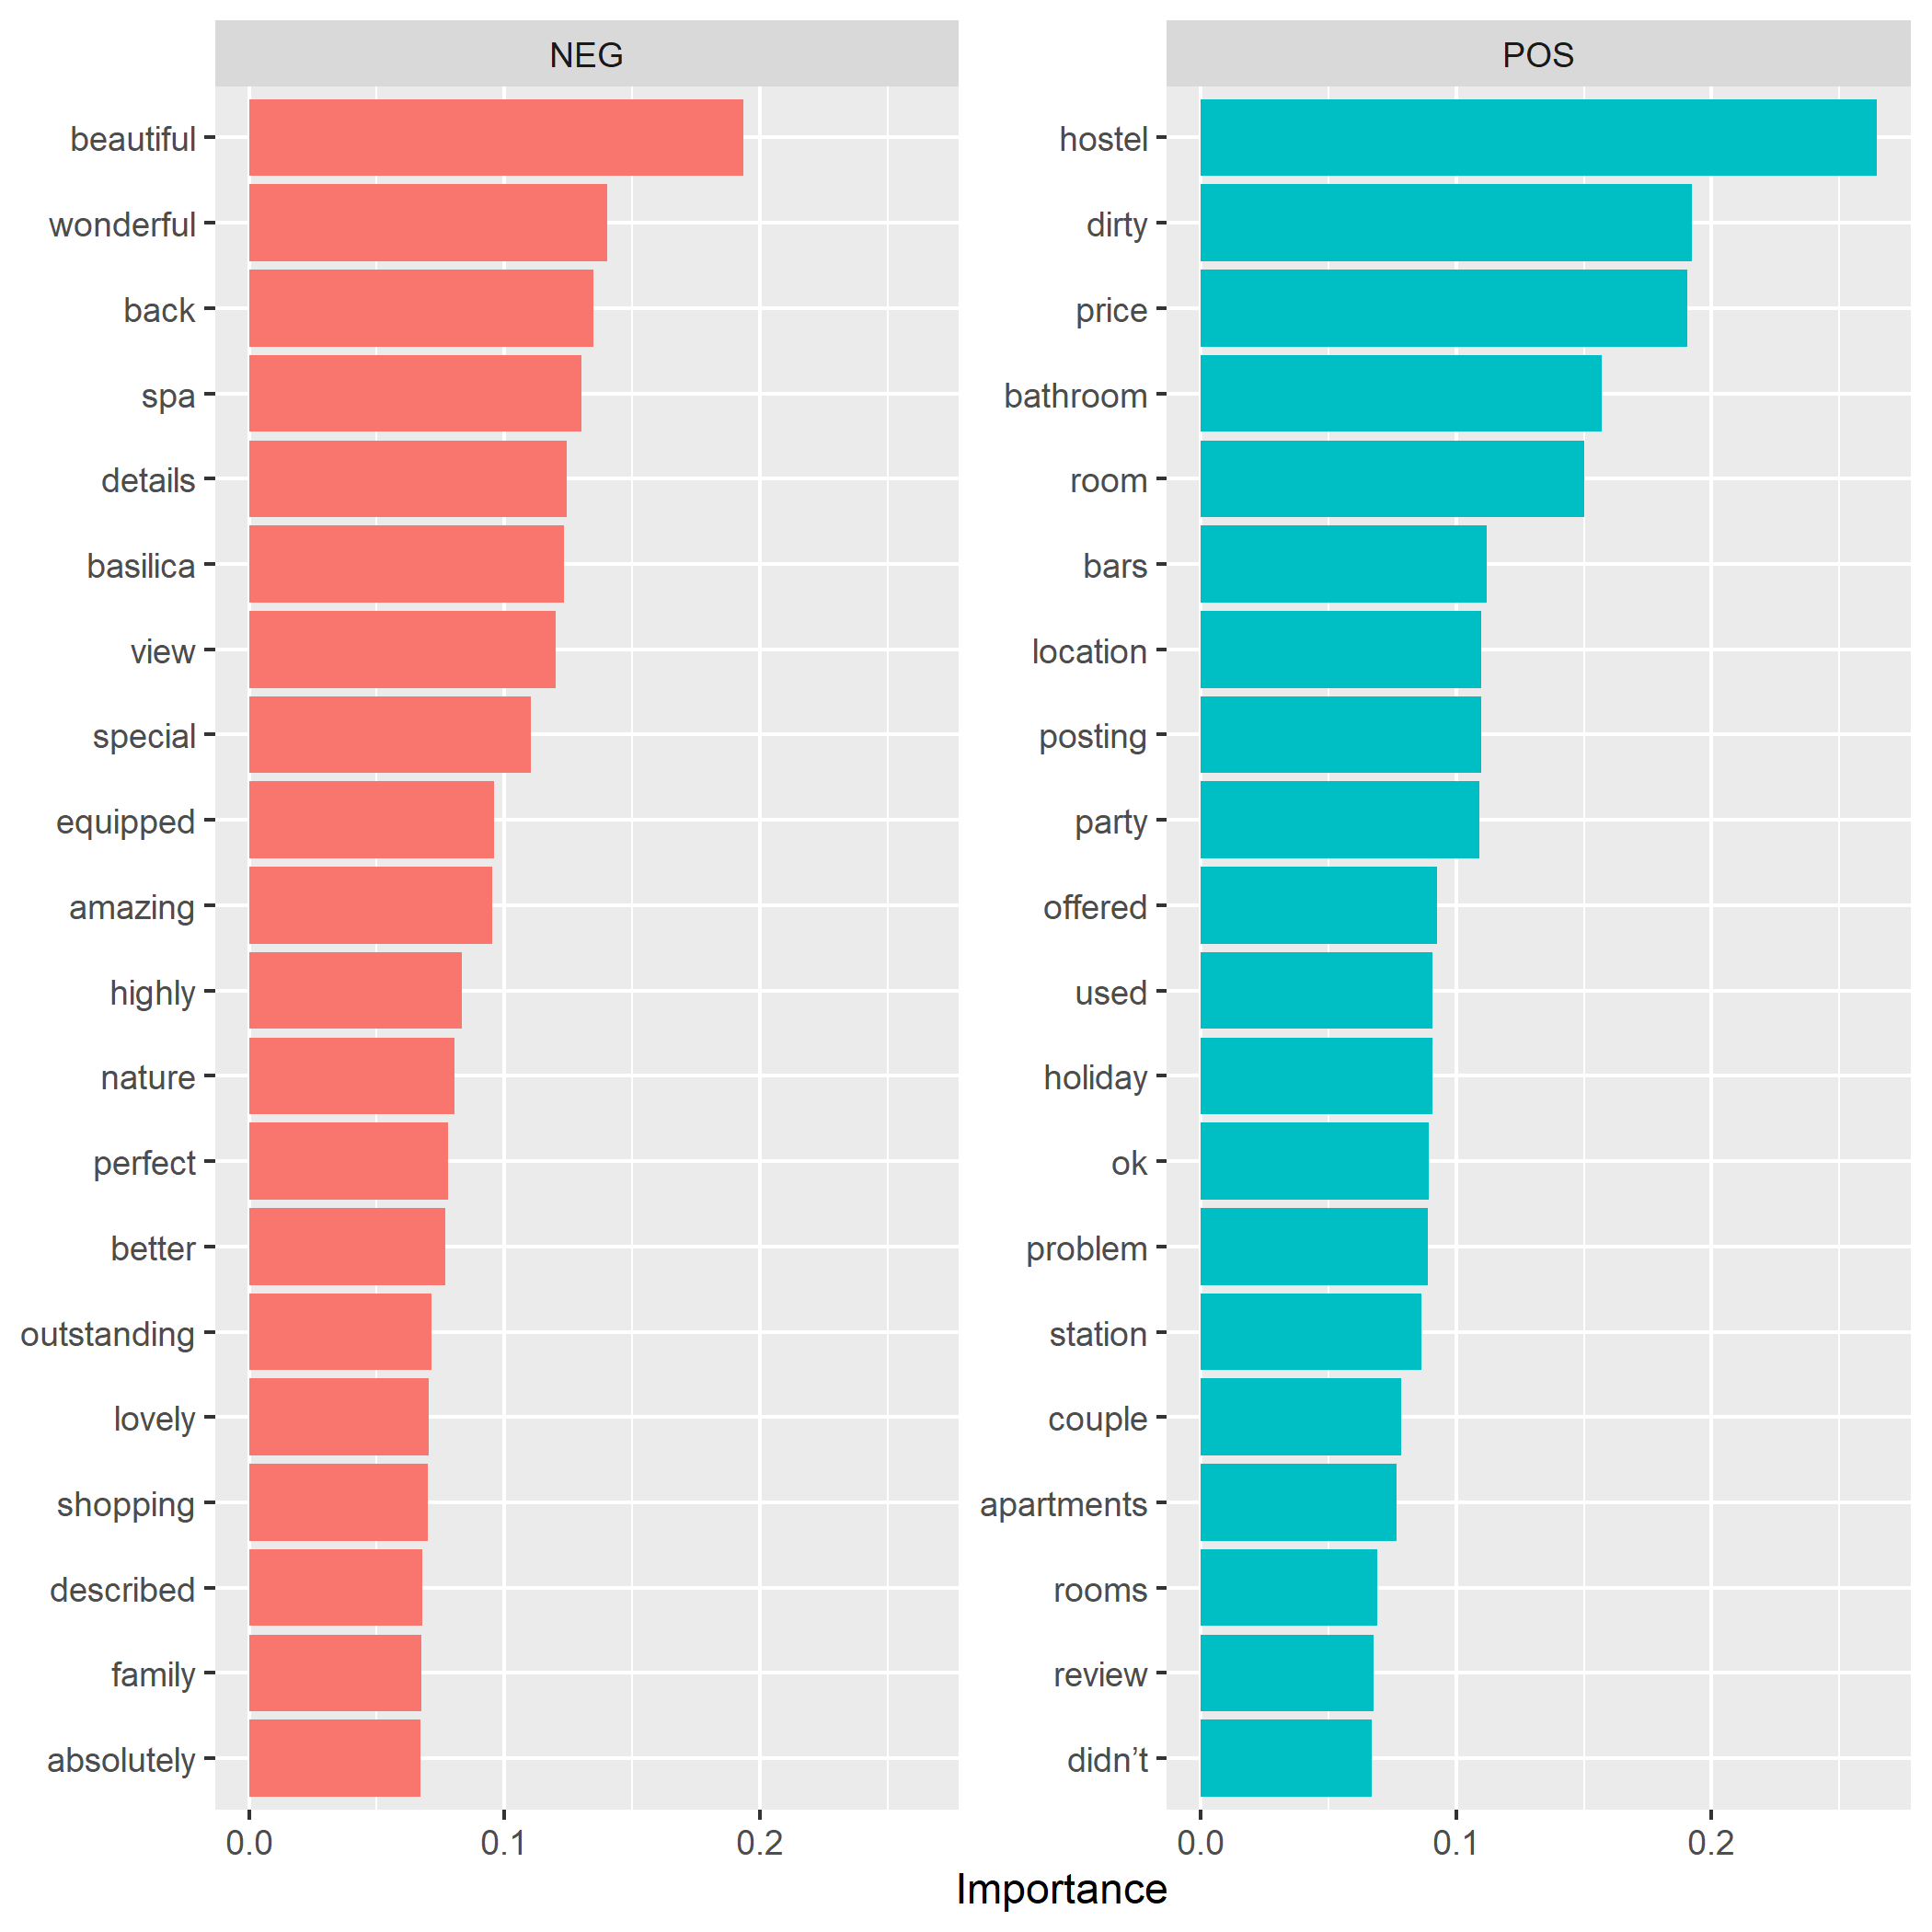 NEG
beautiful
wonderful
back
spa
details
basilica
view
special
equipped
amazing
highly
nature
perfect
better
outstanding
lovely
shopping
described
family
absolutely
0.0 0.1 0.2
POS
hostel
dirty
price
bathroom
room
bars
location
posting
party
offered
used
holiday
ok
problem
station
couple
apartments
rooms
review
didn’t
0.0 0.1 0.2
Importance